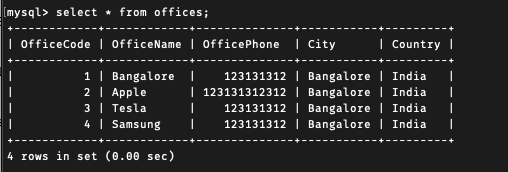 mysql> select * from offices;
+------------+------------+--------------+-----------+---------+
| OfficeCode | OfficeName | OfficePhone | City | Country |
+------------+------------+--------------+-----------+---------+
| 1 | Bangalore | 123131312 | Bangalore | India |
| 2 | Apple | 123131312312 | Bangalore | India |
| 3 | Tesla | 123131312 | Bangalore | India |
| 4 | Samsung | 123131312 | Bangalore | India |
+------------+------------+--------------+-----------+---------+
4 rows in set (0.00 sec)